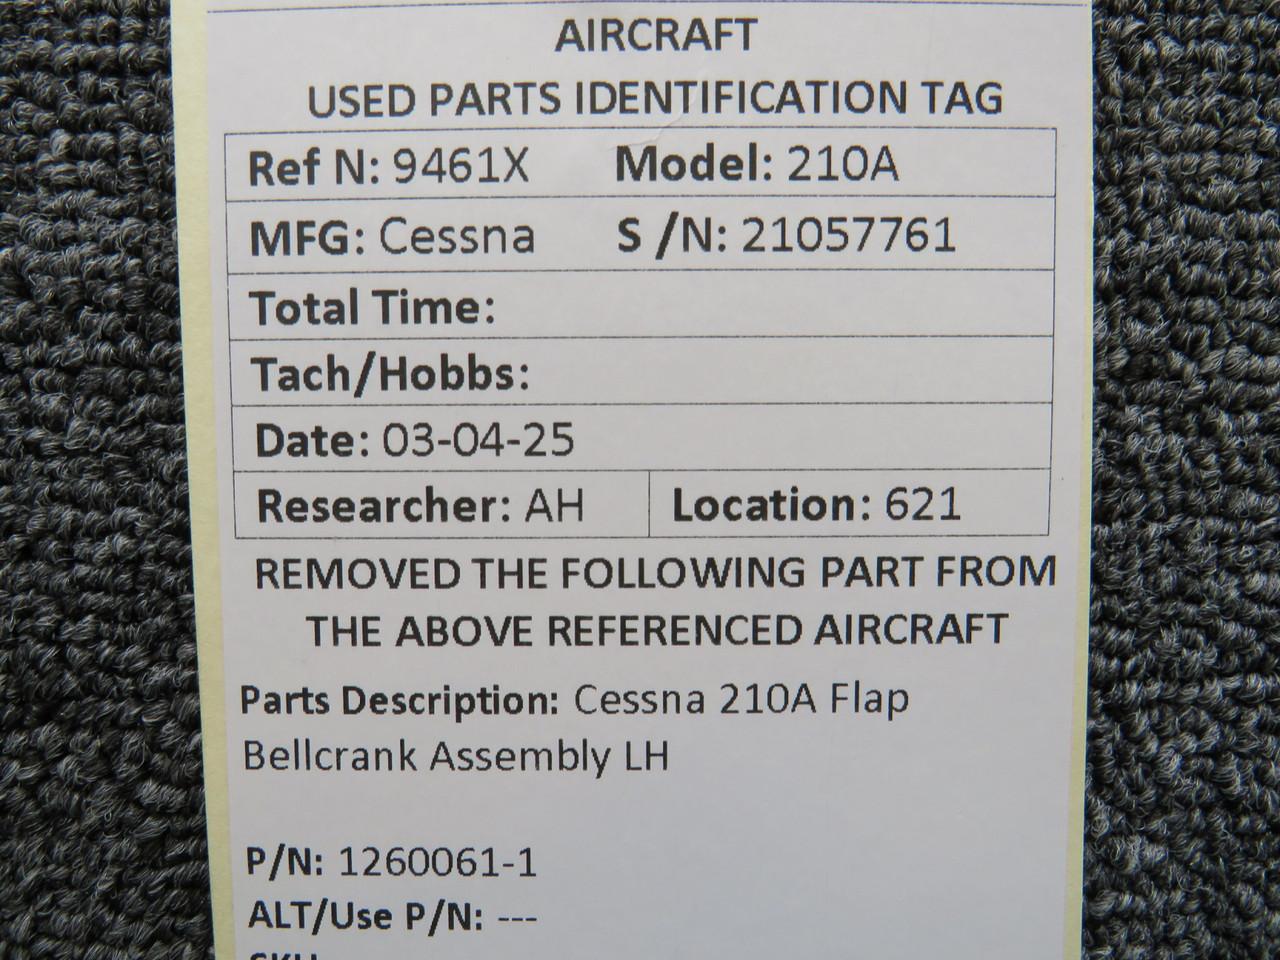 AIRCRAFT
USED PARTS IDENTIFICATION TAG
Ref N: 9461X Model: 210A
MFG: Cessna S /N: 21057761
Total Time:
Tach/Hobbs:
Date: 03-04-25
Researcher: AH Location: 621
REMOVED THE FOLLOWING PART FROM
THE ABOVE REFERENCED AIRCRAFT
Parts Description: Cessna 210A Flap
Bellcrank Assembly LH
P/N: 1260061-1
ALT/Use P/N: ---